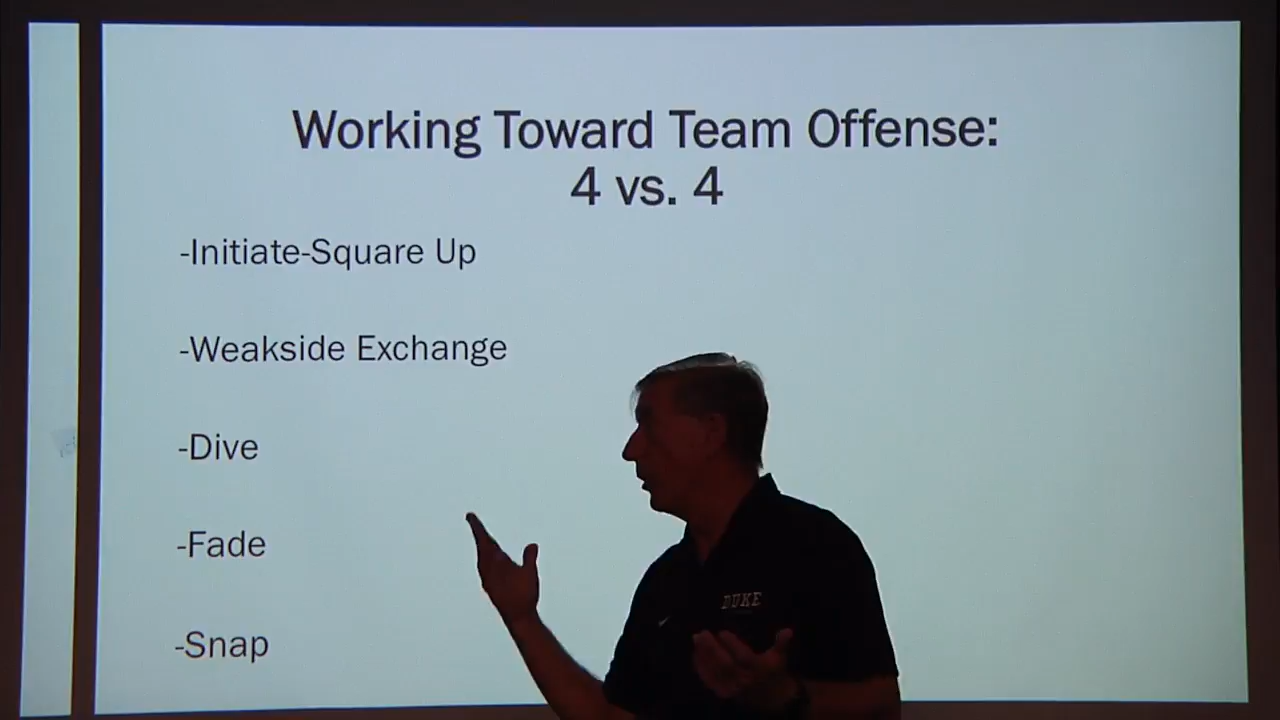 Working Toward Team Offense:
4 vs. 4
-Initiate-Square Up
-Weakside Exchange
-Dive
-Fade
-Snap
DUKE